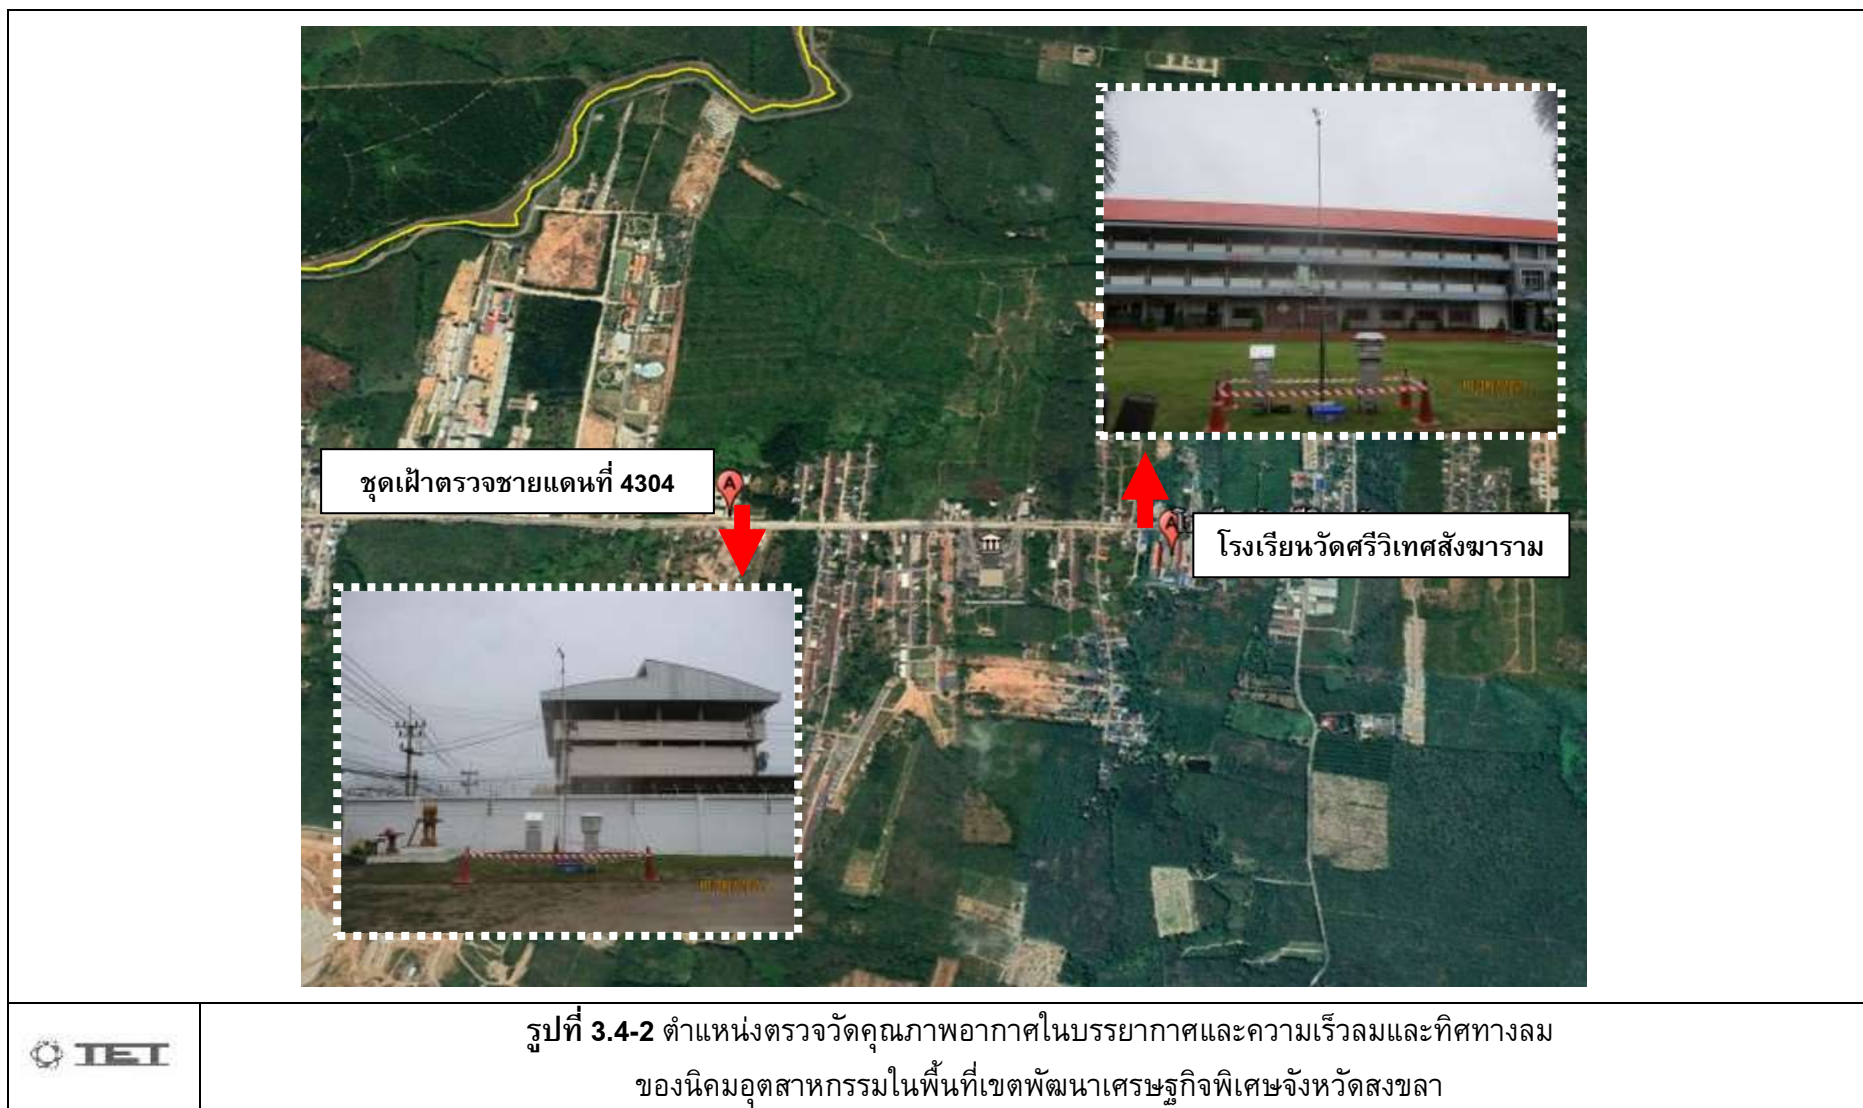 ชุดเฝ้าตรวจชายแดนที่ 4304
A
A
โรงเรียนวัดศรีวิเทศสังฆาราม
TET
รูปที่ 3.4-2 ตำแหน่งตรวจวัดคุณภาพอากาศในบรรยากาศและความเร็วลมและทิศทางลม
ของนิคมอุตสาหกรรมในพื้นที่เขตพัฒนาเศรษฐกิจพิเศษจังหวัดสงขลา